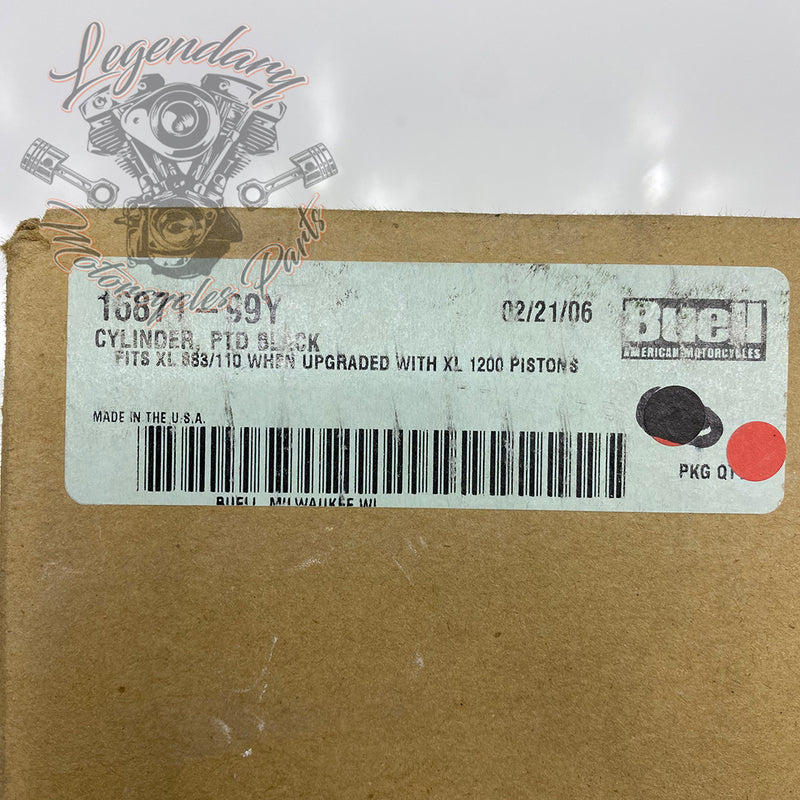 Legendary
Motorcycles Parts
16871-99Y
02/21/06
Buell
AMERICAN MOTORCYCLES
CYLINDER, PTD BLACK
FITS XL 883/110 WHEN UPGRADED WITH XL 1200 PISTONS
MADE IN THE U.S.A.
PKG QTY
BUELL, MILWAUKEE WI